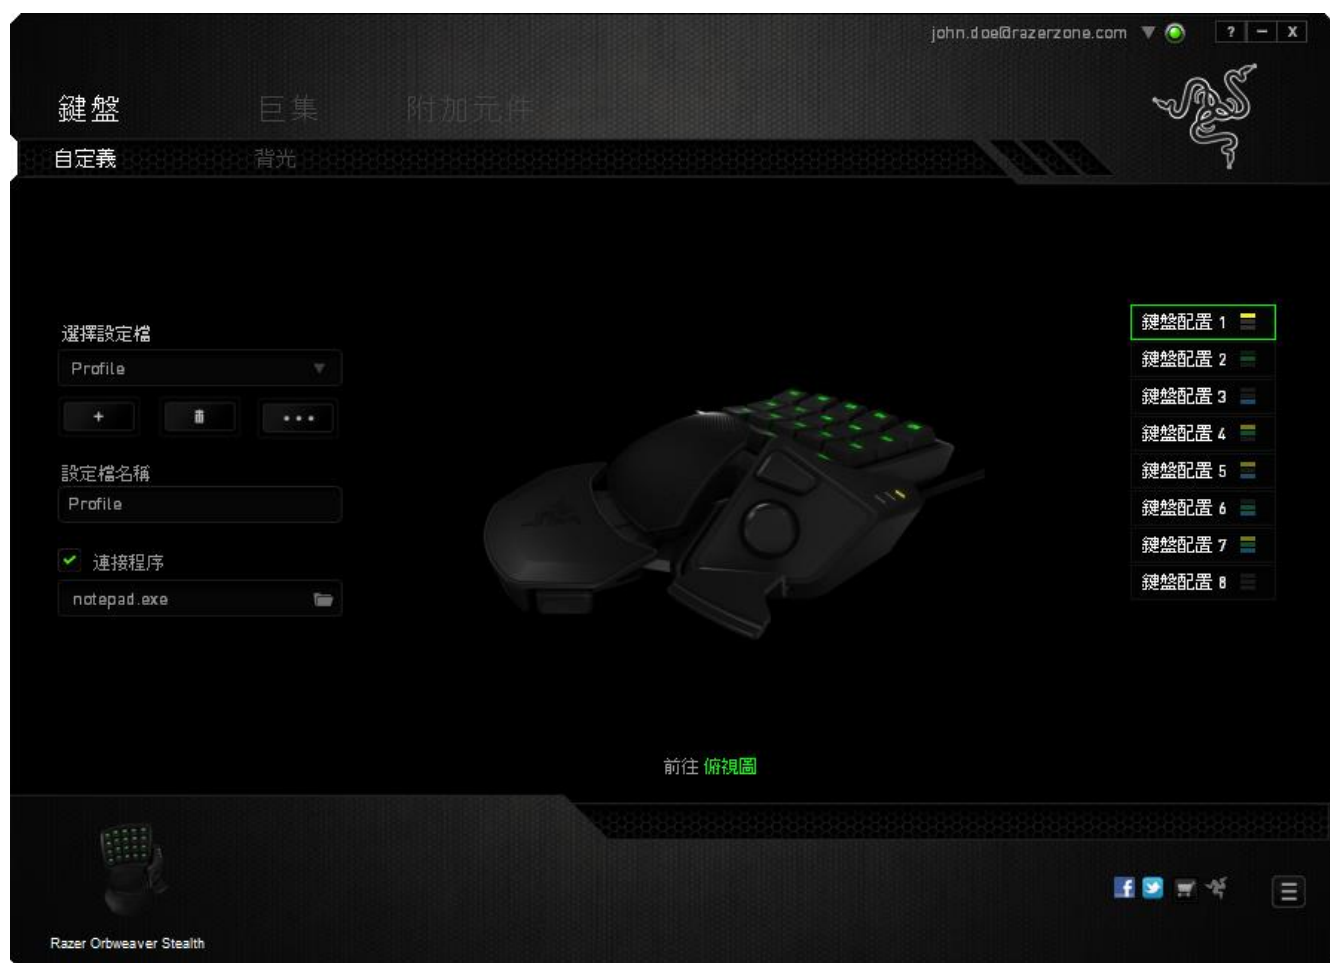 john.doe@razerzone.com
? – X
鍵盤 巨集 附加元件
自定義 背光
選擇設定檔
Profile
+ •••
設定檔名稱
Profile
連接程序
notepad.exe
鍵盤配置 1
鍵盤配置 2
鍵盤配置 3
鍵盤配置 4
鍵盤配置 5
鍵盤配置 6
鍵盤配置 7
鍵盤配置 8
前往 俯視圖
Razer Orbweaver Stealth